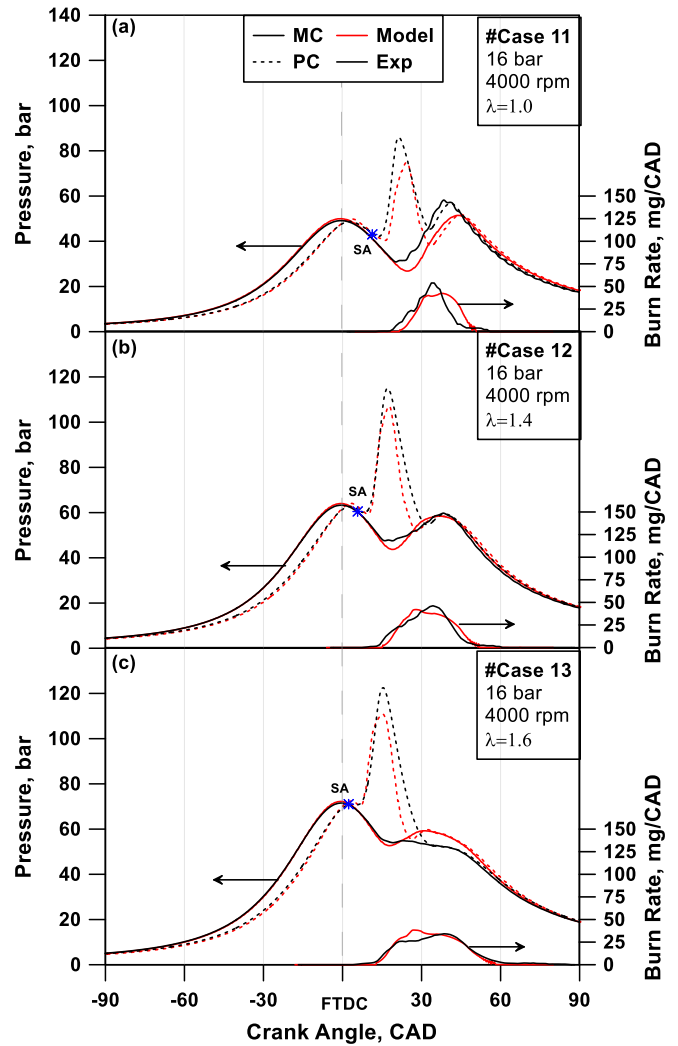 (a)
MC Model
PC Exp
#Case 11
16 bar
4000 rpm
λ=1.0
140
120
100
80
60
40
20
0
Pressure, bar
SA
150
125
100
75
50
25
0
Burn Rate, mg/CAD
(b)
#Case 12
16 bar
4000 rpm
λ=1.4
120
100
80
60
40
20
0
Pressure, bar
SA
150
125
100
75
50
25
0
Burn Rate, mg/CAD
(c)
#Case 13
16 bar
4000 rpm
λ=1.6
120
100
80
60
40
20
0
Pressure, bar
SA
150
125
100
75
50
25
0
Burn Rate, mg/CAD
-90 -60 -30 FTDC 30 60 90
Crank Angle, CAD